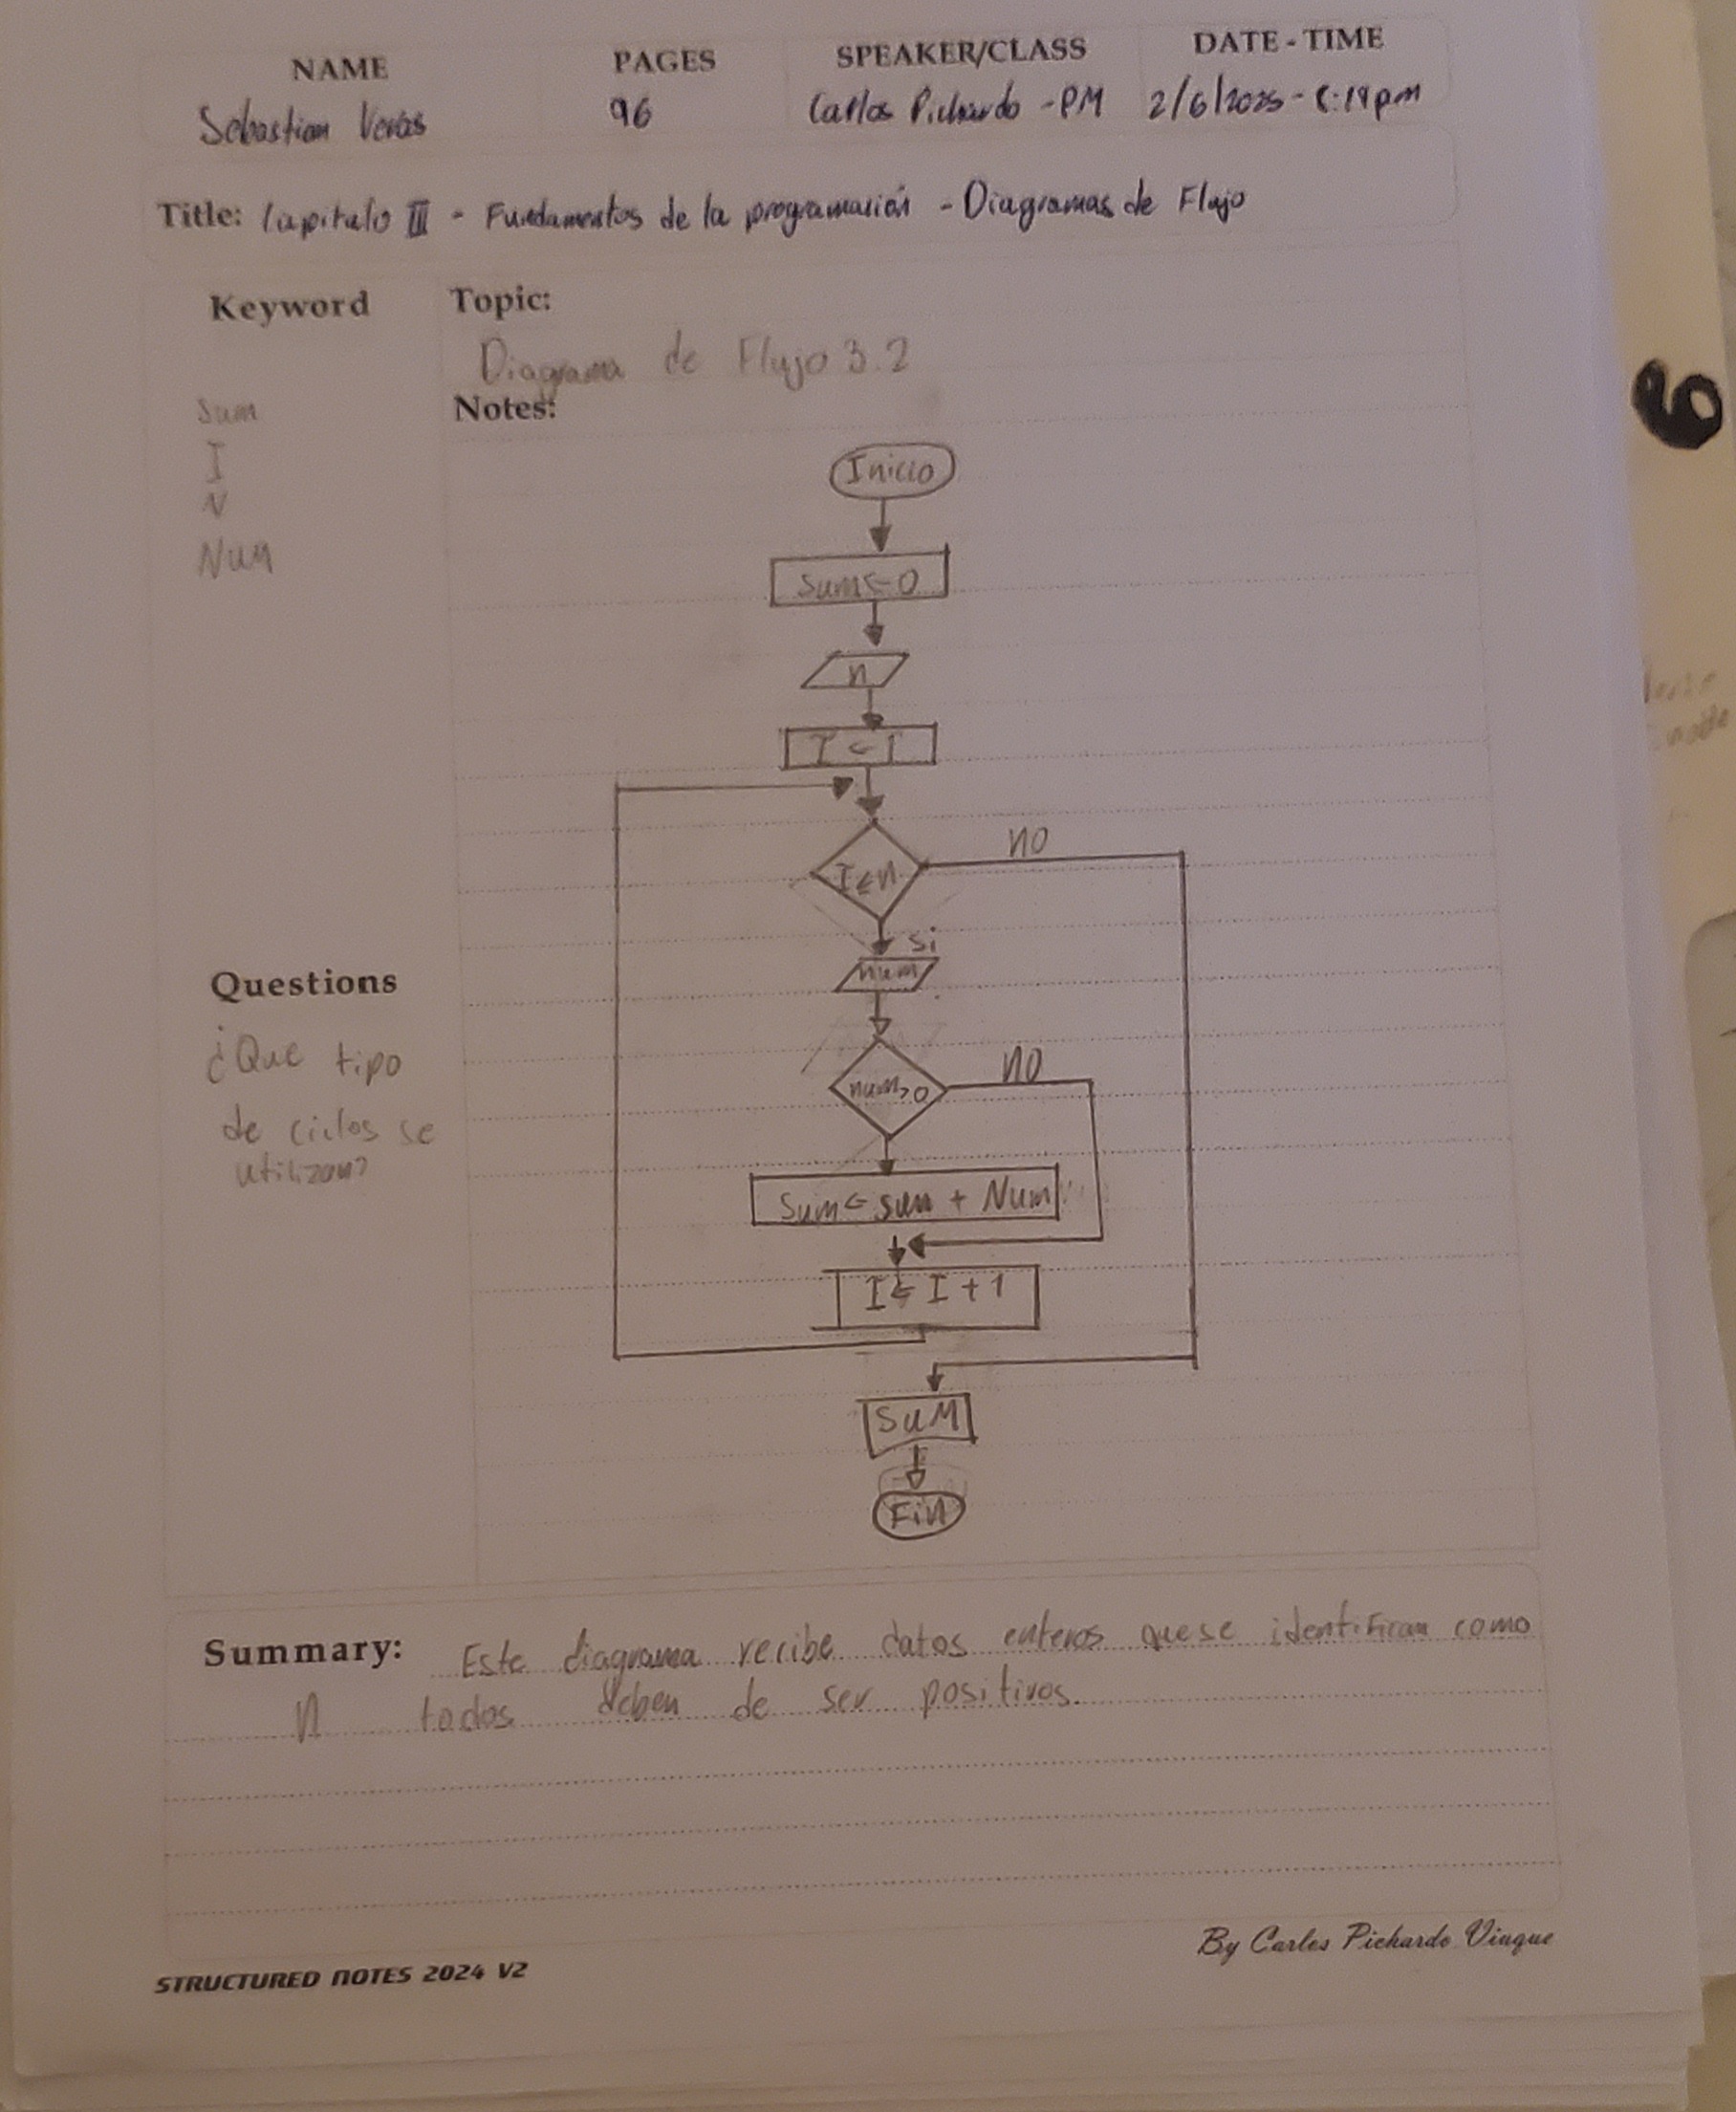 NAME PAGES SPEAKER/CLASS DATE - TIME
Sebastian Veras 96 Carlos Pichardo - PM 2/6/2025 - :19pm
Title: Capitulo III - Fundamentos de la programación - Diagramas de Flujo
Keyword Topic:
Diagrama de Flujo 3.2
Notes:
Sum
I
N
Num
Inicio
Sum ← 0
n
I ← I
I ≤ n
no
si
num
num > 0
no
Sum ← sum + Num
I ← I + 1
SUM
Fin
Questions
¿Que tipo
de ciclos se
utilizan?
Summary: Este diagrama recibe datos enteros que se identifican como
n todos deben de ser positivos.
By Carlos Pichardo Viuque
STRUCTURED NOTES 2024 V2
6